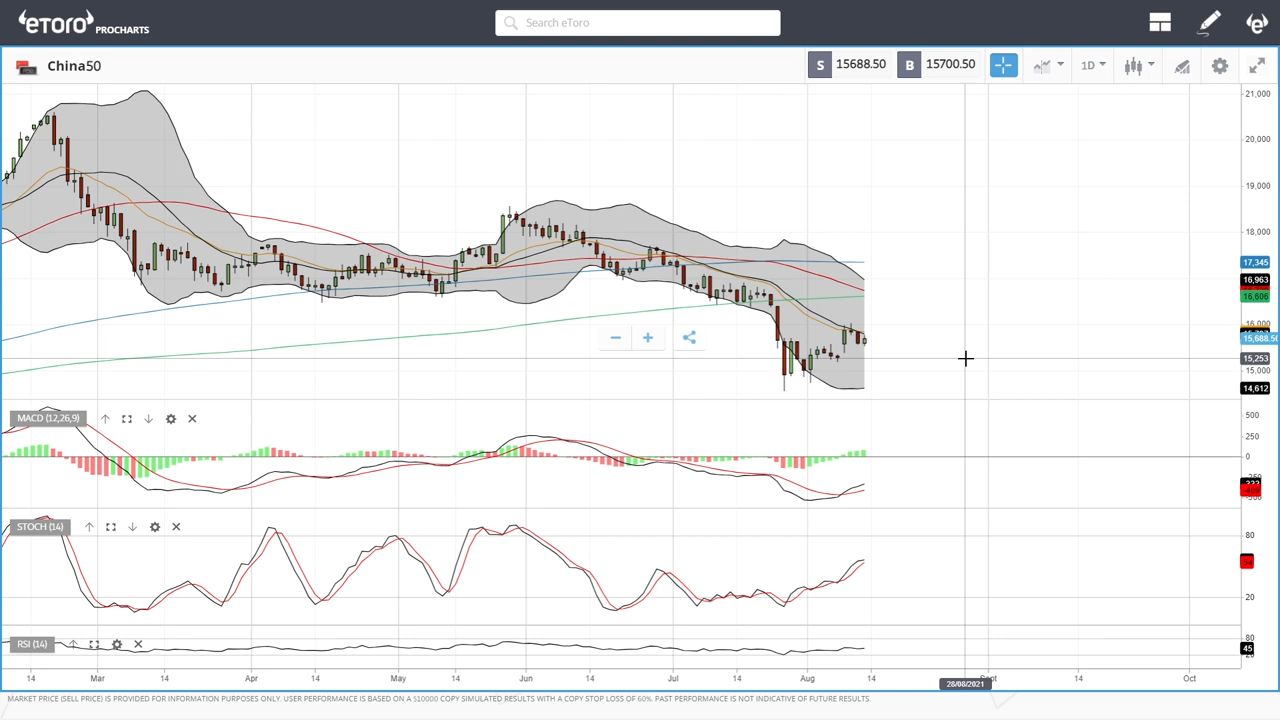 eToro PROCHARTS
Search eToro
China50
S 15688.50 B 15700.50
1D
21,000
20,000
19,000
18,000
17,345
16,963
16,606
16,000
15,688.50
15,253
15,000
14,612
MACD (12,26,9)
500
250
0
STOCH (14)
80
20
RSI (14)
80
45
14 Mar 14 Apr 14 May 14 Jun 14 Jul 14 Aug 14 Sept 14 Oct
28/08/2021
MARKET PRICE (SELL PRICE) IS PROVIDED FOR INFORMATION PURPOSES ONLY. USER PERFORMANCE IS BASED ON A $10000 COPY SIMULATED RESULTS WITH A COPY STOP LOSS OF 60%. PAST PERFORMANCE IS NOT INDICATIVE OF FUTURE RESULTS.